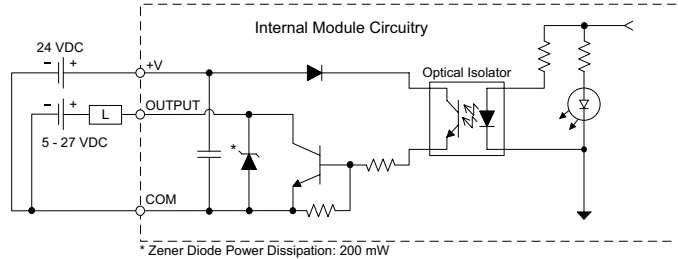 Internal Module Circuitry
24 VDC
- +
+V
Optical Isolator
- +
L
OUTPUT
5 - 27 VDC
*
COM
* Zener Diode Power Dissipation: 200 mW